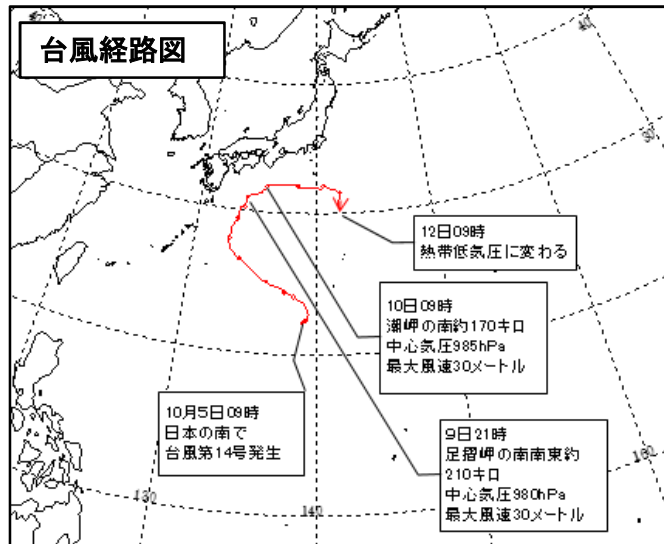 台風経路図
12日09時
熱帯低気圧に変わる
10日09時
潮岬の南約170キロ
中心気圧985hPa
最大風速30メートル
10月5日09時
日本の南で
台風第14号発生
9日21時
足摺岬の南南東約
210キロ
中心気圧980hPa
最大風速30メートル
130
140